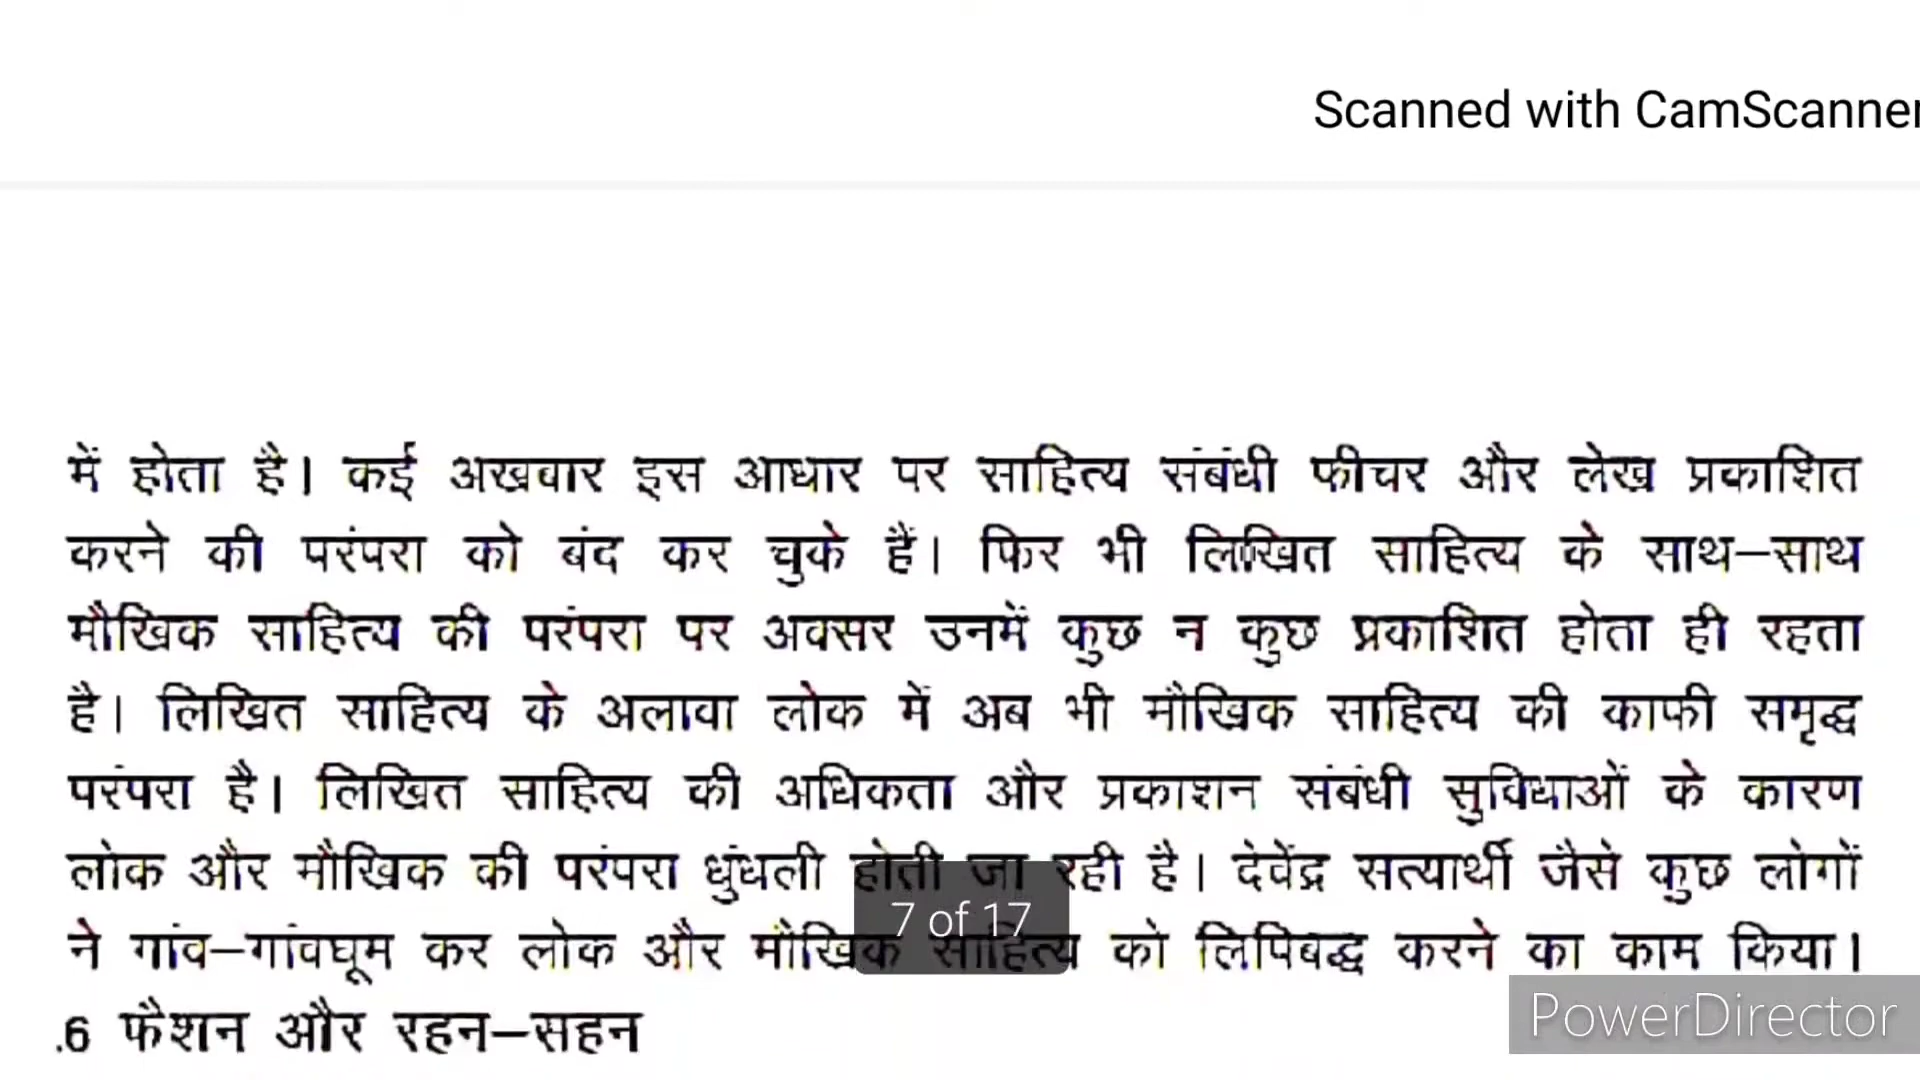 Scanned with CamScanner
में होता है। कई अखबार इस आधार पर साहित्य संबंधी फीचर और लेख प्रकाशित
करने की परंपरा को बंद कर चुके हैं। फिर भी लिखित साहित्य के साथ–साथ
मौखिक साहित्य की परंपरा पर अक्सर उनमें कुछ न कुछ प्रकाशित होता ही रहता
है। लिखित साहित्य के अलावा लोक में अब भी मौखिक साहित्य की काफी समृद्ध
परंपरा है। लिखित साहित्य की अधिकता और प्रकाशन संबंधी सुविधाओं के कारण
लोक और मौखिक की परंपरा धुंधली होती जा रही है। देवेंद्र सत्यार्थी जैसे कुछ लोगों
7 of 17
ने गांव–गांवघूम कर लोक और मौखिक साहित्य को लिपिबद्ध करने का काम किया।
PowerDirector
.6 फैशन और रहन–सहन